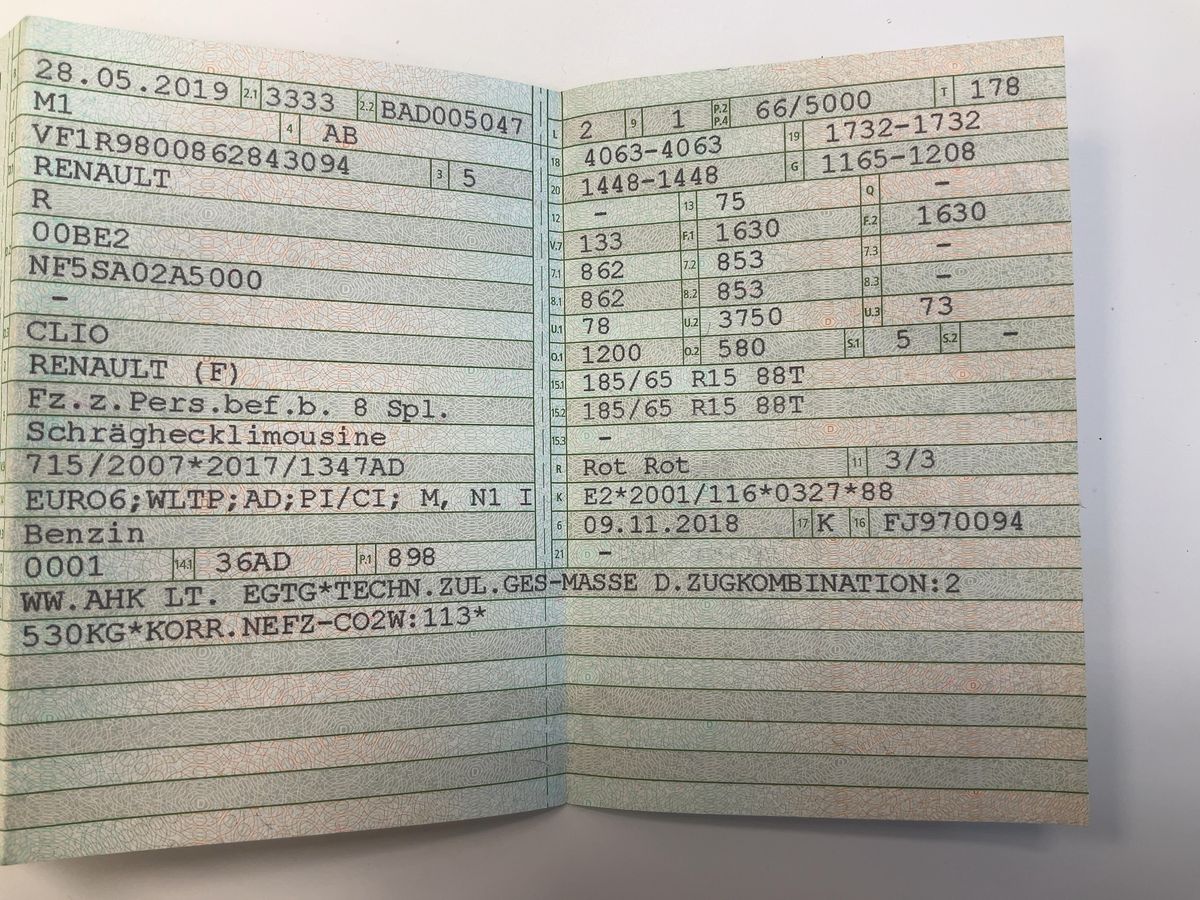 28.05.2019 2.1 3333 2.2 BAD005047
M1 4 AB
VF1R9800862843094 3 5
RENAULT
R
00BE2
NF5SA02A5000
–
CLIO
RENAULT (F)
Fz.z.Pers.bef.b. 8 Spl.
Schräghecklimousine
715/2007*2017/1347AD
EURO6;WLTP;AD;PI/CI; M, N1 I
Benzin
0001 14.1 36AD P.1 898
L 2 9 1 P.2 P.4 66/5000 T 178
18 4063-4063 19 1732-1732
20 1448-1448 G 1165-1208
12 – 13 75 Q –
V.7 133 F.1 1630 F.2 1630
7.1 862 7.2 853 7.3 –
8.1 862 8.2 853 8.3 –
U.1 78 U.2 3750 U.3 73
O.1 1200 O.2 580 S.1 5 S.2 –
15.1 185/65 R15 88T
15.2 185/65 R15 88T
15.3 –
R Rot Rot 11 3/3
K E2*2001/116*0327*88
6 09.11.2018 17 K 16 FJ970094
21 –
WW.AHK LT. EGTG*TECHN.ZUL.GES-MASSE D.ZUGKOMBINATION:2
530KG*KORR.NEFZ-CO2W:113*